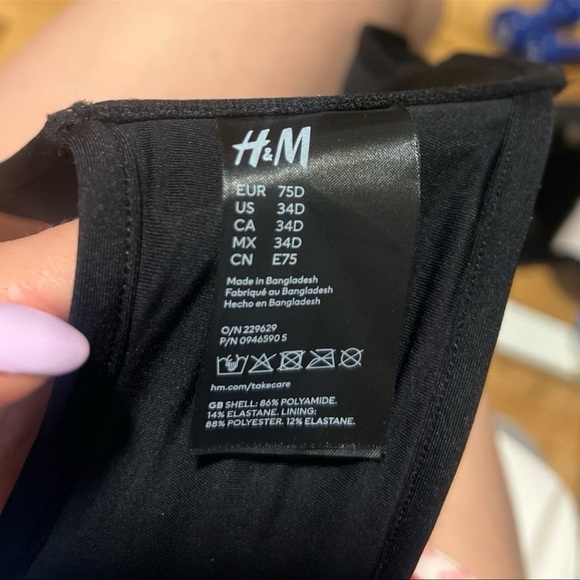 H&M
EUR 75D
US 34D
CA 34D
MX 34D
CN E75
Made in Bangladesh
Fabriqué au Bangladesh
Hecho en Bangladesh
O/N 229629
P/N 0946590 5
hm.com/takecare
GB SHELL: 86% POLYAMIDE.
14% ELASTANE. LINING:
88% POLYESTER. 12% ELASTANE.